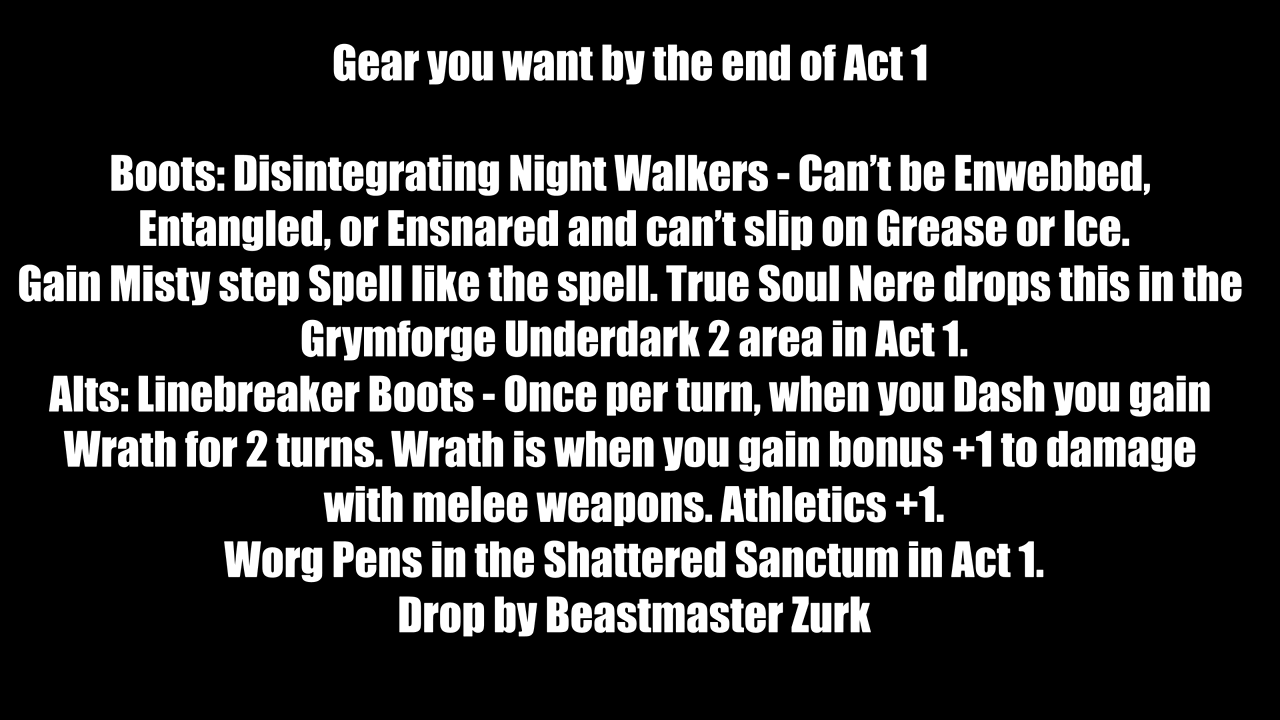 Gear you want by the end of Act 1
Boots: Disintegrating Night Walkers - Can’t be Enwebbed,
Entangled, or Ensnared and can’t slip on Grease or Ice.
Gain Misty step Spell like the spell. True Soul Nere drops this in the
Grymforge Underdark 2 area in Act 1.
Alts: Linebreaker Boots - Once per turn, when you Dash you gain
Wrath for 2 turns. Wrath is when you gain bonus +1 to damage
with melee weapons. Athletics +1.
Worg Pens in the Shattered Sanctum in Act 1.
Drop by Beastmaster Zurk